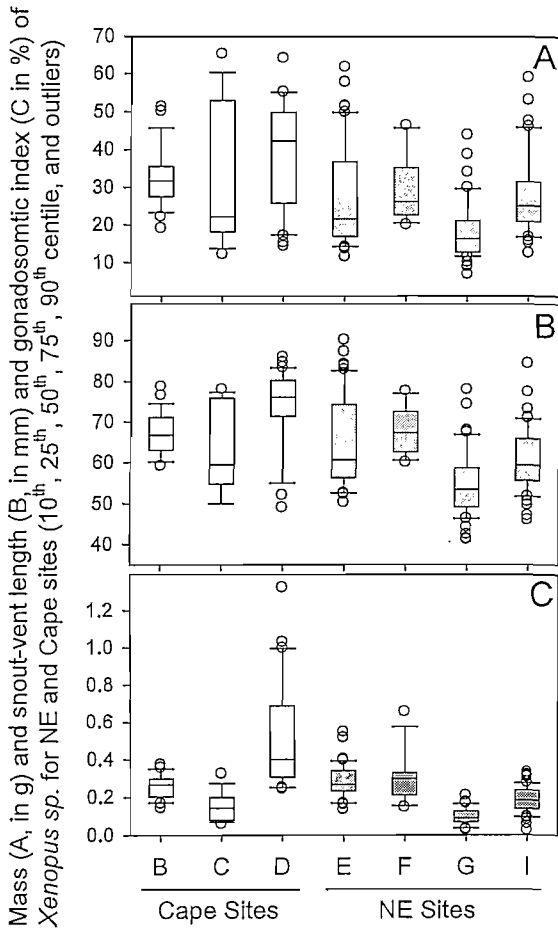 Mass (A, in g) and snout-vent length (B, in mm) and gonadosomtic index (C in %) of
Xenopus sp. for NE and Cape sites (10th, 25th, 50th, 75th, 90th centile, and outliers)
A
70
60
50
40
30
20
10
B
90
80
70
60
50
40
C
1.2
1.0
0.8
0.6
0.4
0.2
0.0
B C D E F G I
Cape Sites NE Sites